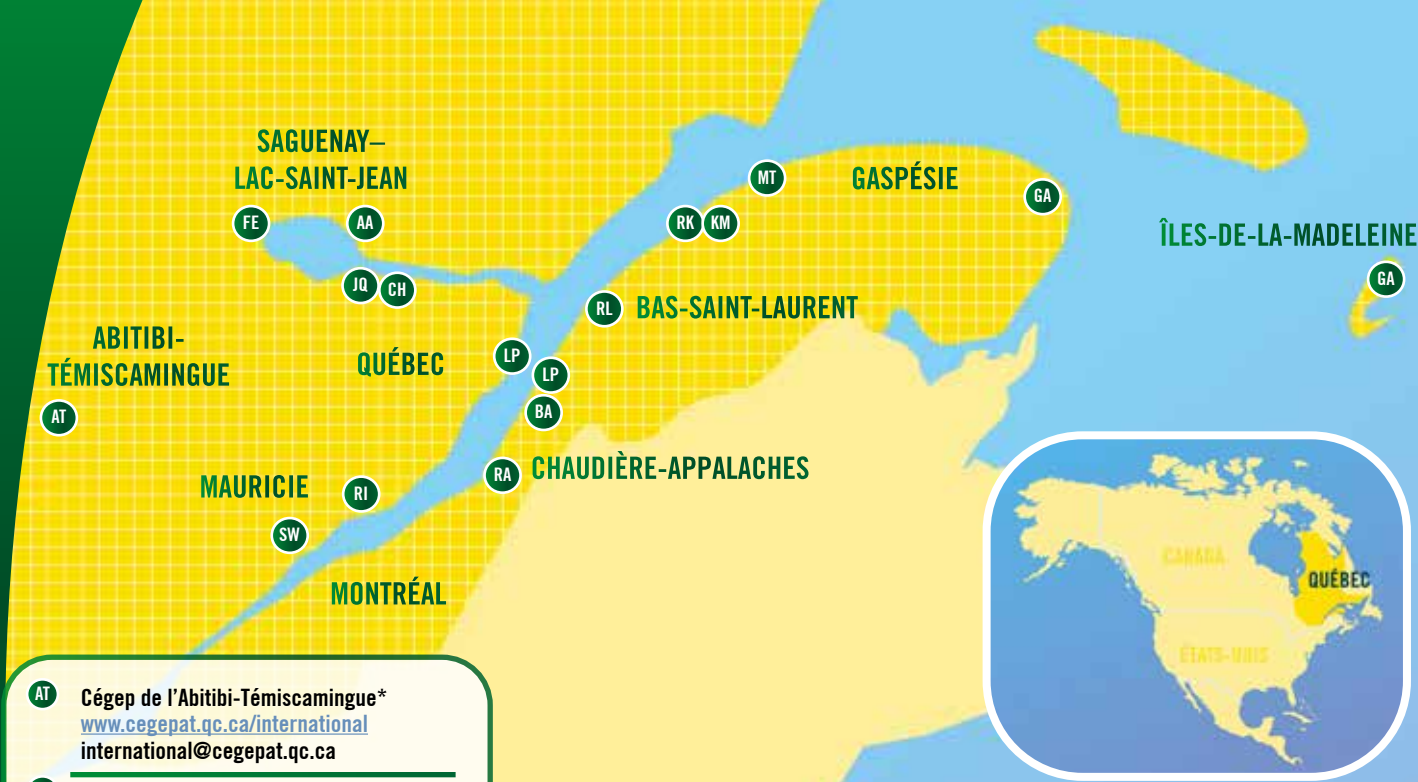 SAGUENAY–
LAC-SAINT-JEAN
FE
AA
JQ
CH
MT
GASPÉSIE
GA
RK
KM
ÎLES-DE-LA-MADELEINE
GA
RL
BAS-SAINT-LAURENT
ABITIBI-
TÉMISCAMINGUE
AT
QUÉBEC
LP
LP
BA
RA
CHAUDIÈRE-APPALACHES
MAURICIE
RI
SW
MONTRÉAL
CANADA
QUÉBEC
ÉTATS-UNIS
AT
Cégep de l’Abitibi-Témiscamingue*
www.cegepat.qc.ca/international
international@cegepat.qc.ca